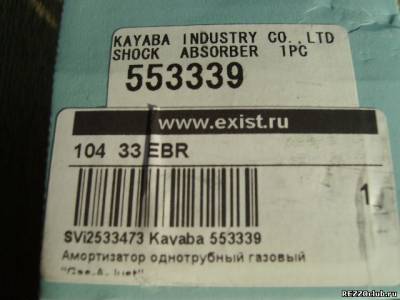 KAYABA INDUSTRY CO.,LTD
SHOCK ABSORBER 1PC
553339
www.exist.ru
104 33 EBR
1
SVi2533473 Kayaba 553339
Амортизатор однотрубный газовый
REZZOclub.ru